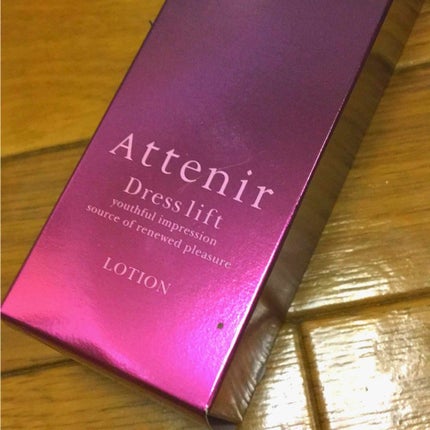 Attenir
Dress lift
youthful impression
source of renewed pleasure
LOTION